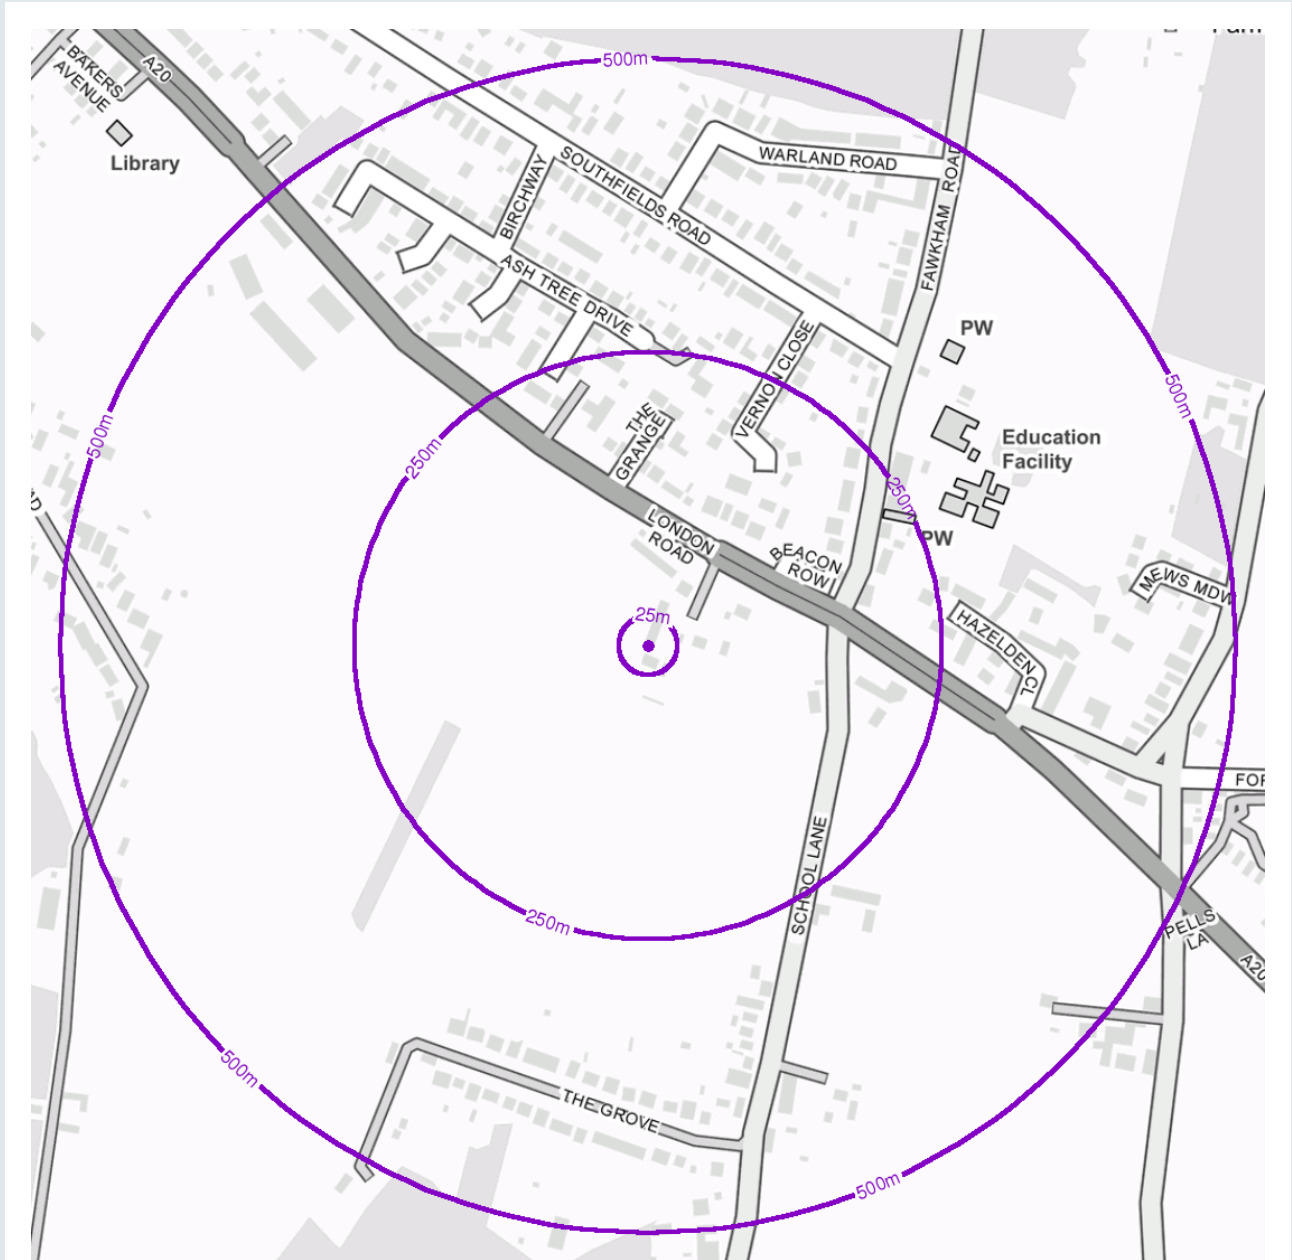 500m
BAKERS
AVENUE
A20
Library
BIRCHWAY
SOUTHFIELDS ROAD
WARLAND ROAD
FAWKHAM ROAD
ASH TREE DRIVE
VERNON CLOSE
PW
500m
500m
250m
THE
GRANGE
Education
Facility
250m
PW
LONDON
ROAD
BEACON
ROW
MEWS MDW
HAZELDEN CL
25m
FOR
SCHOOL LANE
250m
PELLS
LA
A20
500m
THE GROVE
500m